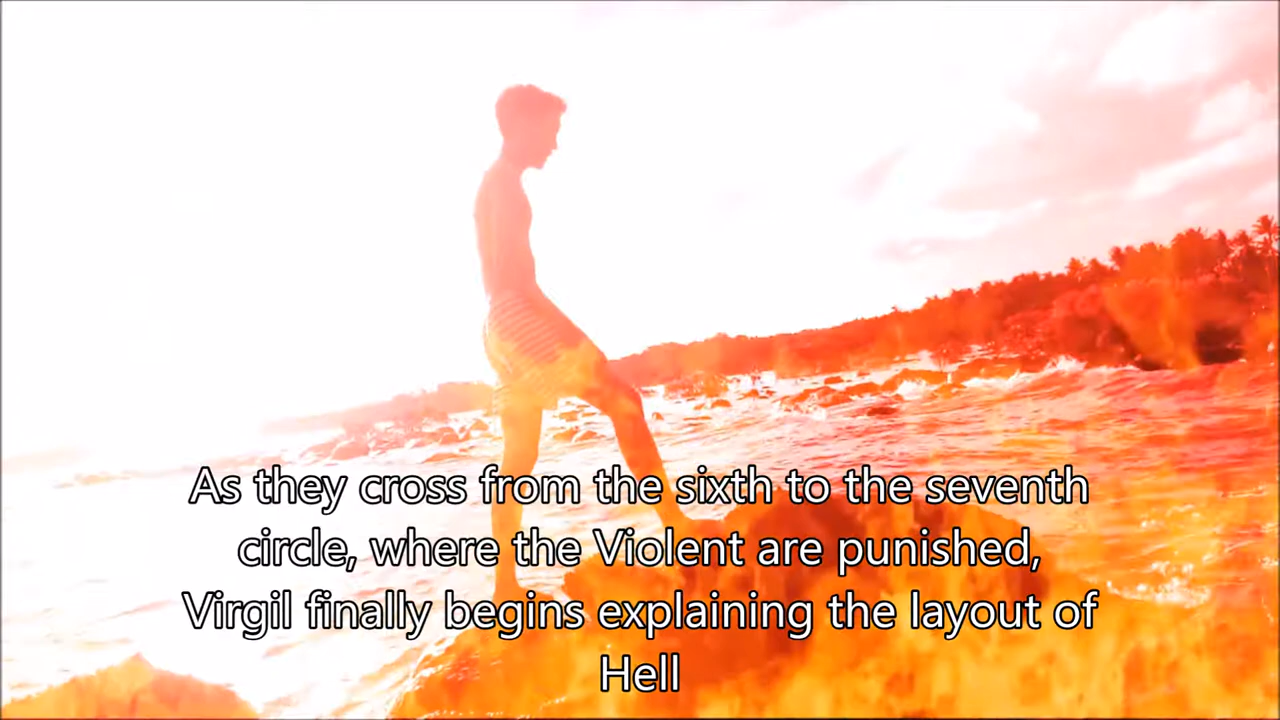 As they cross from the sixth to the seventh
circle, where the Violent are punished,
Virgil finally begins explaining the layout of
Hell